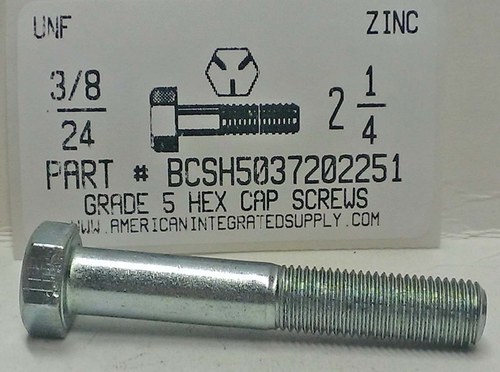 UNF ZINC
3/8 24 2 1/4
PART # BCSH5037202251
GRADE 5 HEX CAP SCREWS
WWW.AMERICANINTEGRATEDSUPPLY.COM